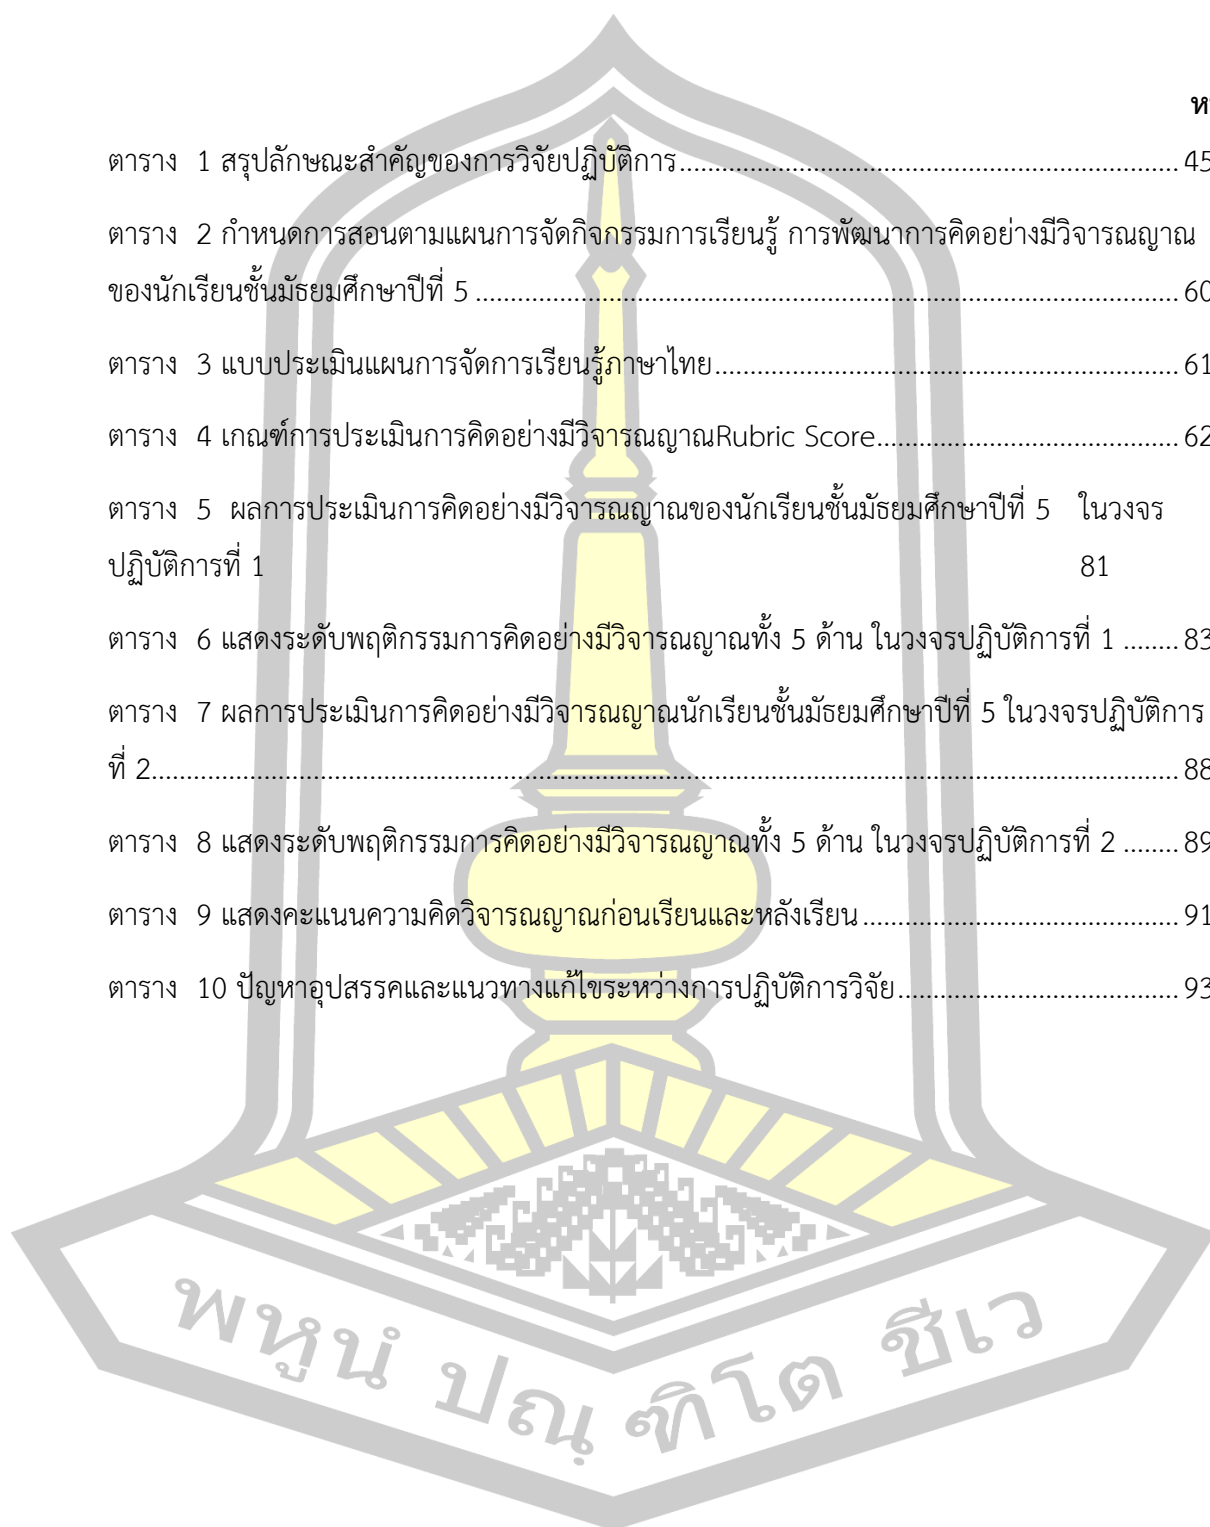 ตาราง 1 สรุปลักษณะสำคัญของการวิจัยปฏิบัติการ.......................................................... 45
ตาราง 2 กำหนดการสอนตามแผนการจัดกิจกรรมการเรียนรู้ การพัฒนาการคิดอย่างมีวิจารณญาณ
ของนักเรียนชั้นมัธยมศึกษาปีที่ 5 .......................................................... 60
ตาราง 3 แบบประเมินแผนการจัดการเรียนรู้ภาษาไทย.......................................................... 61
ตาราง 4 เกณฑ์การประเมินการคิดอย่างมีวิจารณญาณRubric Score.................................... 62
ตาราง 5 ผลการประเมินการคิดอย่างมีวิจารณญาณของนักเรียนชั้นมัธยมศึกษาปีที่ 5 ในวงจร
ปฏิบัติการที่ 1 81
ตาราง 6 แสดงระดับพฤติกรรมการคิดอย่างมีวิจารณญาณทั้ง 5 ด้าน ในวงจรปฏิบัติการที่ 1 ........ 83
ตาราง 7 ผลการประเมินการคิดอย่างมีวิจารณญาณนักเรียนชั้นมัธยมศึกษาปีที่ 5 ในวงจรปฏิบัติการ
ที่ 2.......................................................... 88
ตาราง 8 แสดงระดับพฤติกรรมการคิดอย่างมีวิจารณญาณทั้ง 5 ด้าน ในวงจรปฏิบัติการที่ 2 ........ 89
ตาราง 9 แสดงคะแนนความคิดวิจารณญาณก่อนเรียนและหลังเรียน .................................... 91
ตาราง 10 ปัญหาอุปสรรคและแนวทางแก้ไขระหว่างการปฏิบัติการวิจัย.................................... 93
พหูนํ ปณฺฑิโต ชีเว